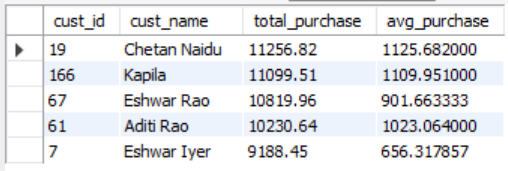 cust_id cust_name total_purchase avg_purchase
19 Chetan Naidu 11256.82 1125.682000
166 Kapila 11099.51 1109.951000
67 Eshwar Rao 10819.96 901.663333
61 Aditi Rao 10230.64 1023.064000
7 Eshwar Iyer 9188.45 656.317857